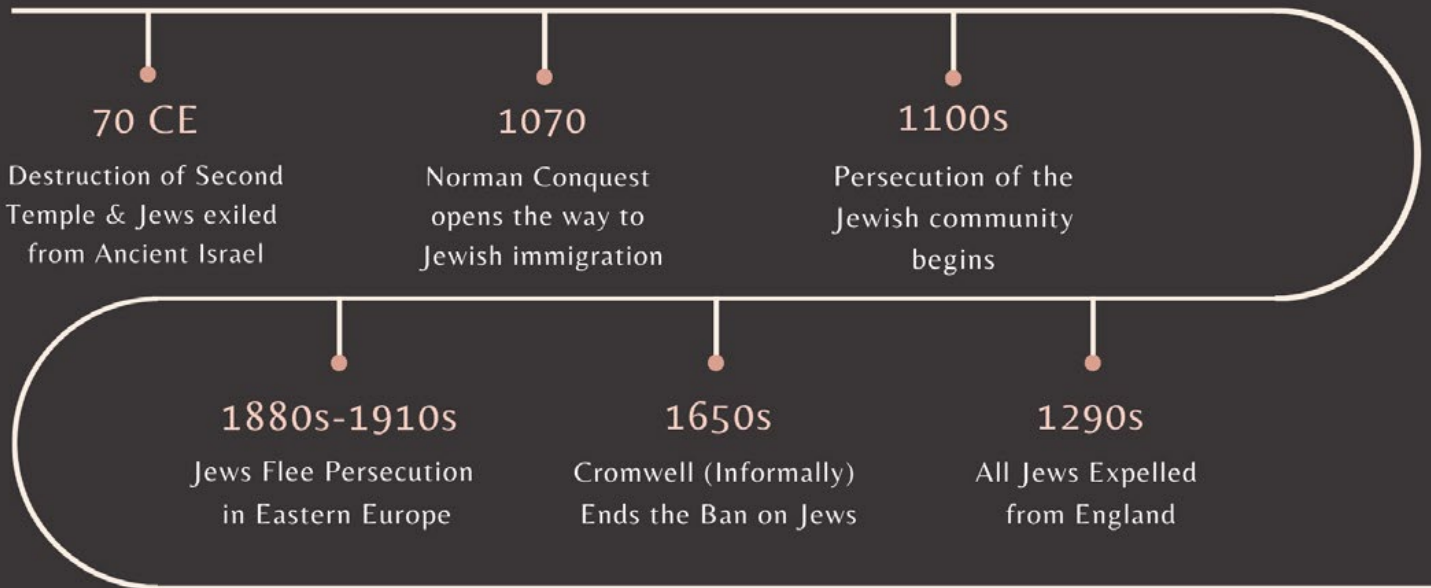 70 CE
Destruction of Second
Temple & Jews exiled
from Ancient Israel
1070
Norman Conquest
opens the way to
Jewish immigration
1100s
Persecution of the
Jewish community
begins
1290s
All Jews Expelled
from England
1650s
Cromwell (Informally)
Ends the Ban on Jews
1880s-1910s
Jews Flee Persecution
in Eastern Europe